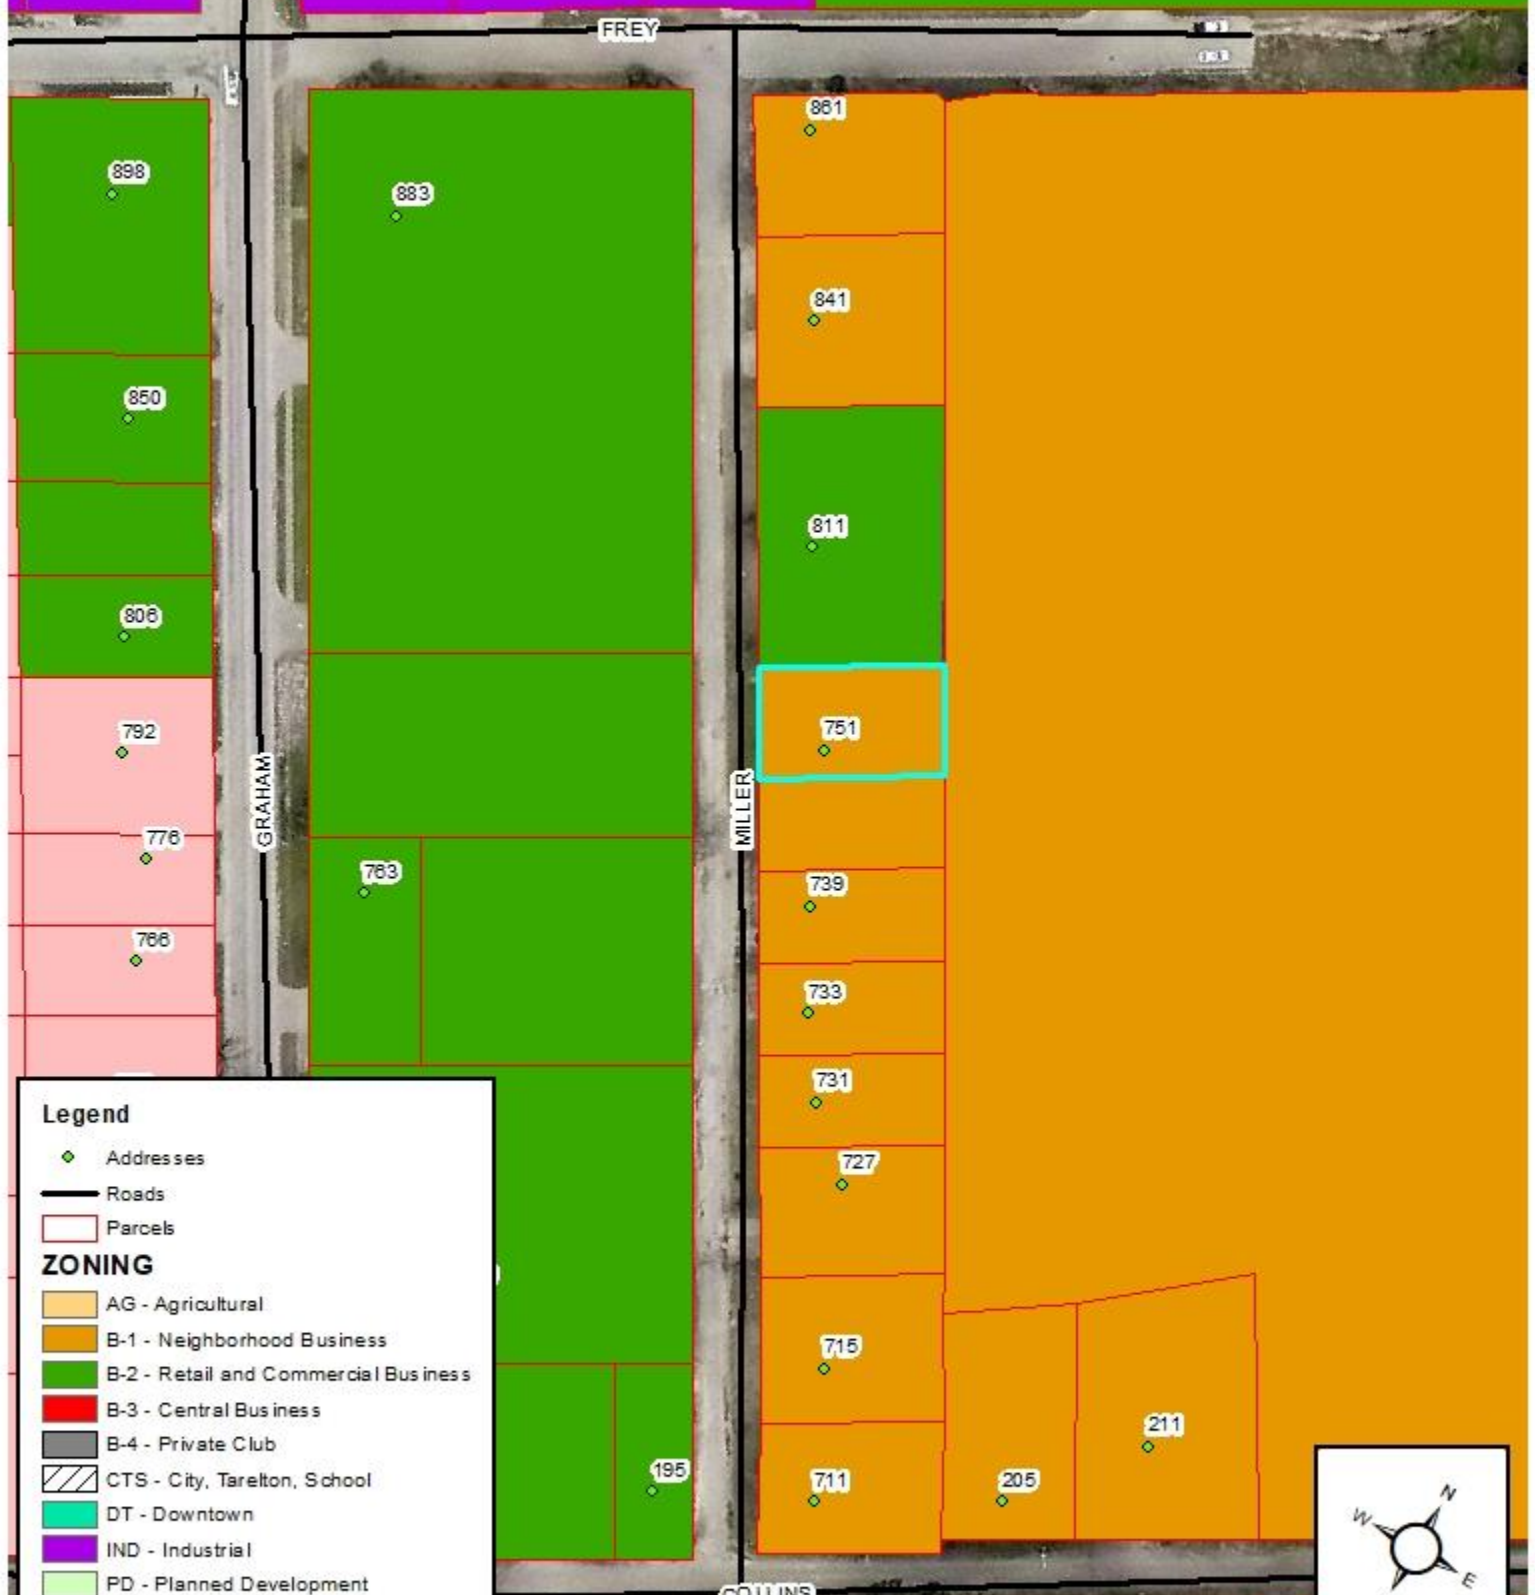 FREY
861
898
883
841
850
811
806
751
792
GRAHAM
MILLER
776
763
739
766
733
731
727
715
211
195
711
205
Legend
Addresses
Roads
Parcels
ZONING
AG - Agricultural
B-1 - Neighborhood Business
B-2 - Retail and Commercial Business
B-3 - Central Business
B-4 - Private Club
CTS - City, Tarelton, School
DT - Downtown
IND - Industrial
PD - Planned Development
N
W
E
COLLINS